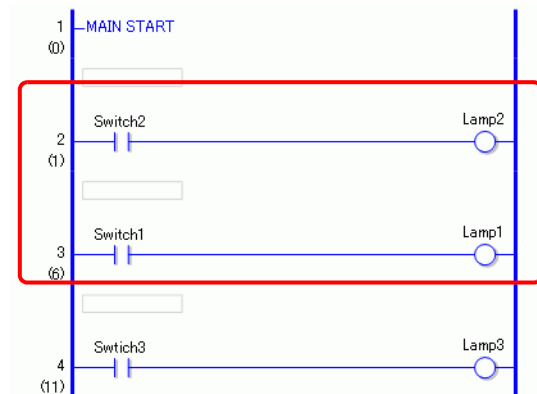 1 MAIN START
(0)
Switch2 Lamp2
2
(1)
Switch1 Lamp1
3
(6)
Swtich3 Lamp3
4
(11)